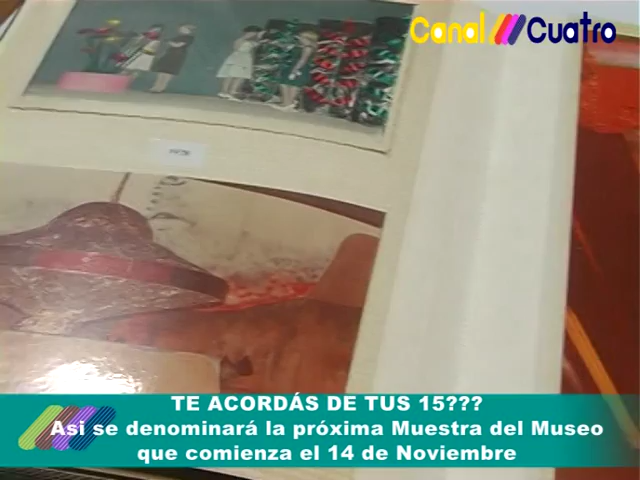 Canal Cuatro
TE ACORDÁS DE TUS 15???
Asi se denominará la próxima Muestra del Museo
que comienza el 14 de Noviembre